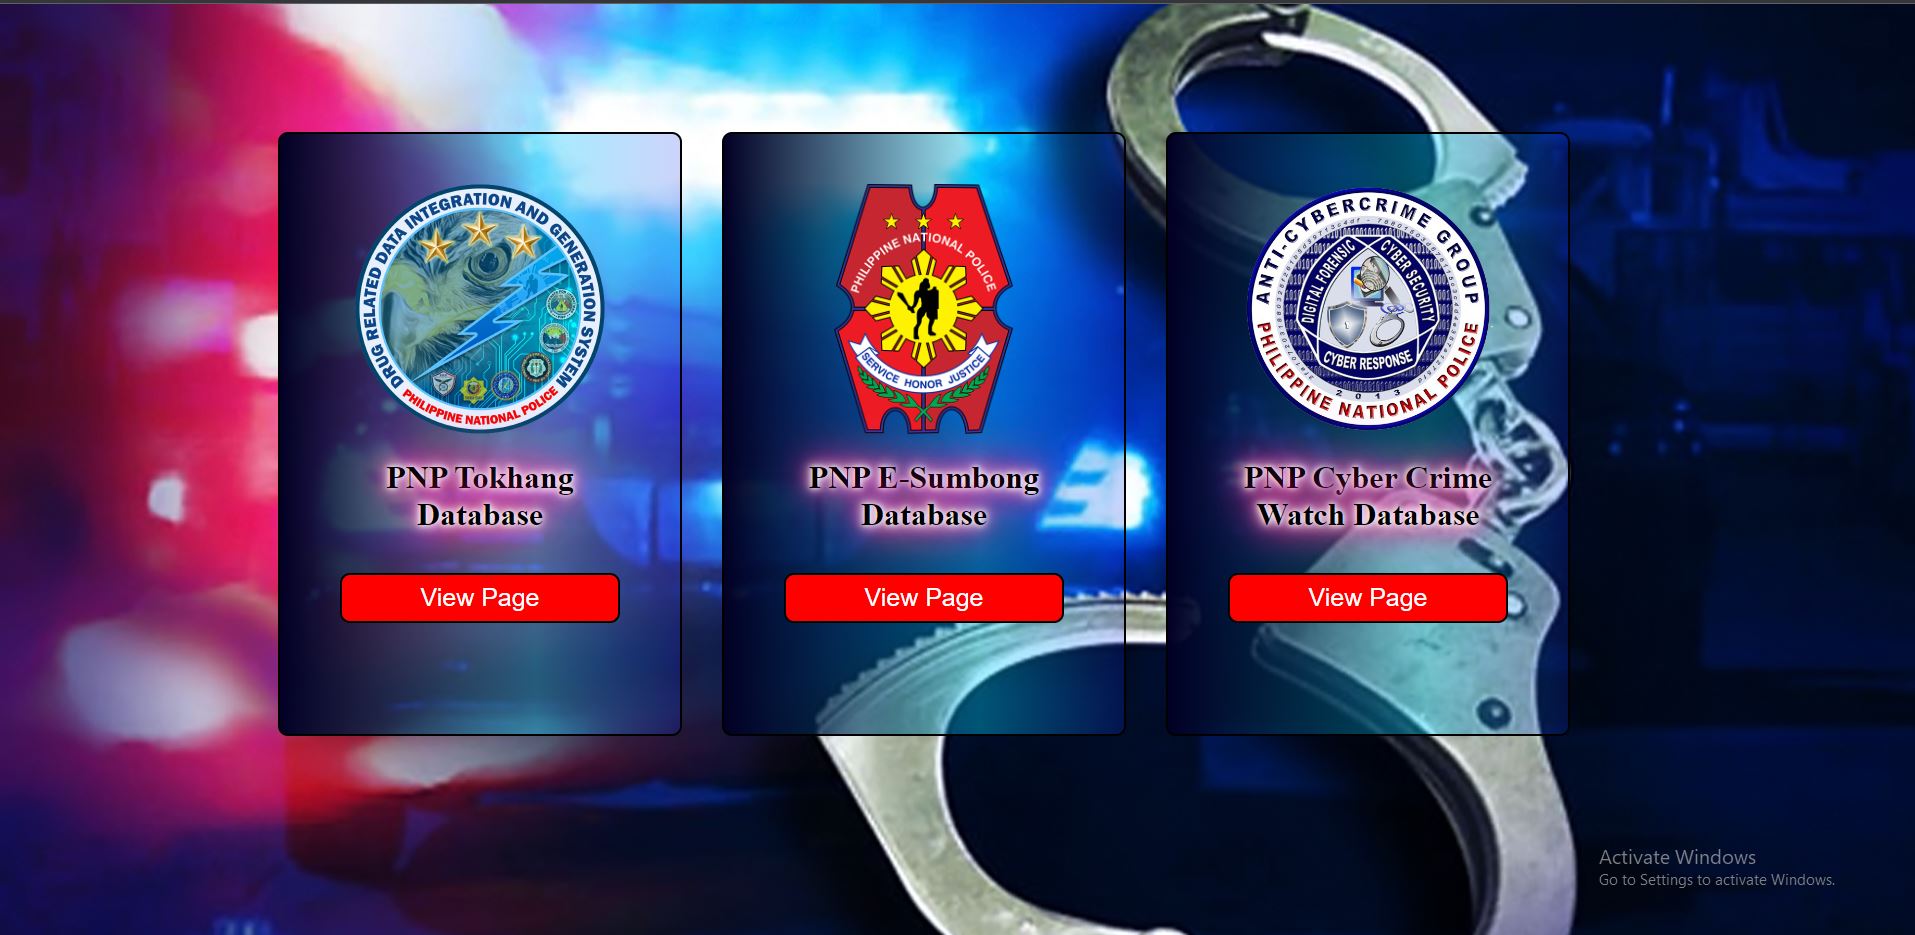 DRUG RELATED DATA INTEGRATION AND GENERATION SYSTEM
PHILIPPINE NATIONAL POLICE
PNP Tokhang
Database
View Page
PHILIPPINE NATIONAL POLICE
SERVICE HONOR JUSTICE
PNP E-Sumbong
Database
View Page
ANTI-CYBERCRIME GROUP
DIGITAL FORENSIC
CYBER SECURITY
CYBER RESPONSE
2013
PHILIPPINE NATIONAL POLICE
PNP Cyber Crime
Watch Database
View Page
Activate Windows
Go to Settings to activate Windows.